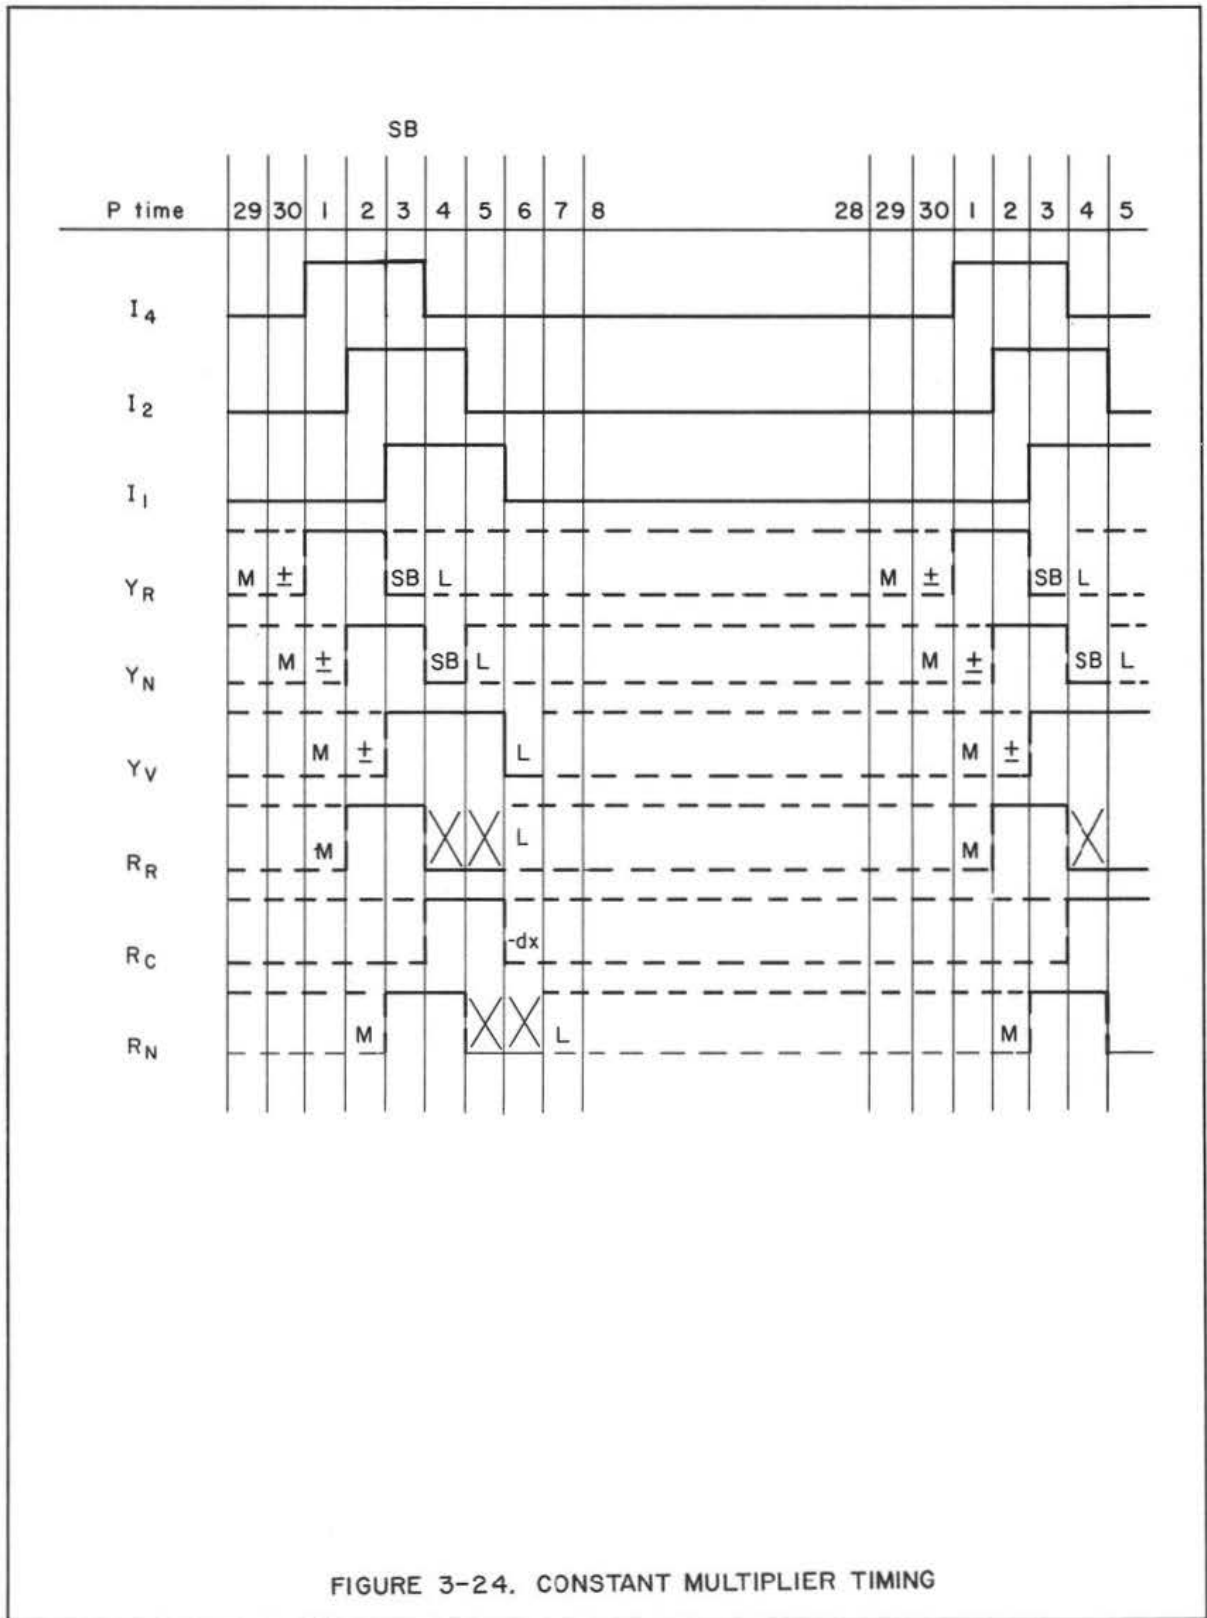 SB
P time 29 30 1 2 3 4 5 6 7 8 28 29 30 1 2 3 4 5
I4
I2
I1
YR M ± SB L M ± SB L
YN M ± SB L M ± SB L
YV M ± L M ± 
RR M L M
RC -dx
RN M L M
FIGURE 3-24. CONSTANT MULTIPLIER TIMING